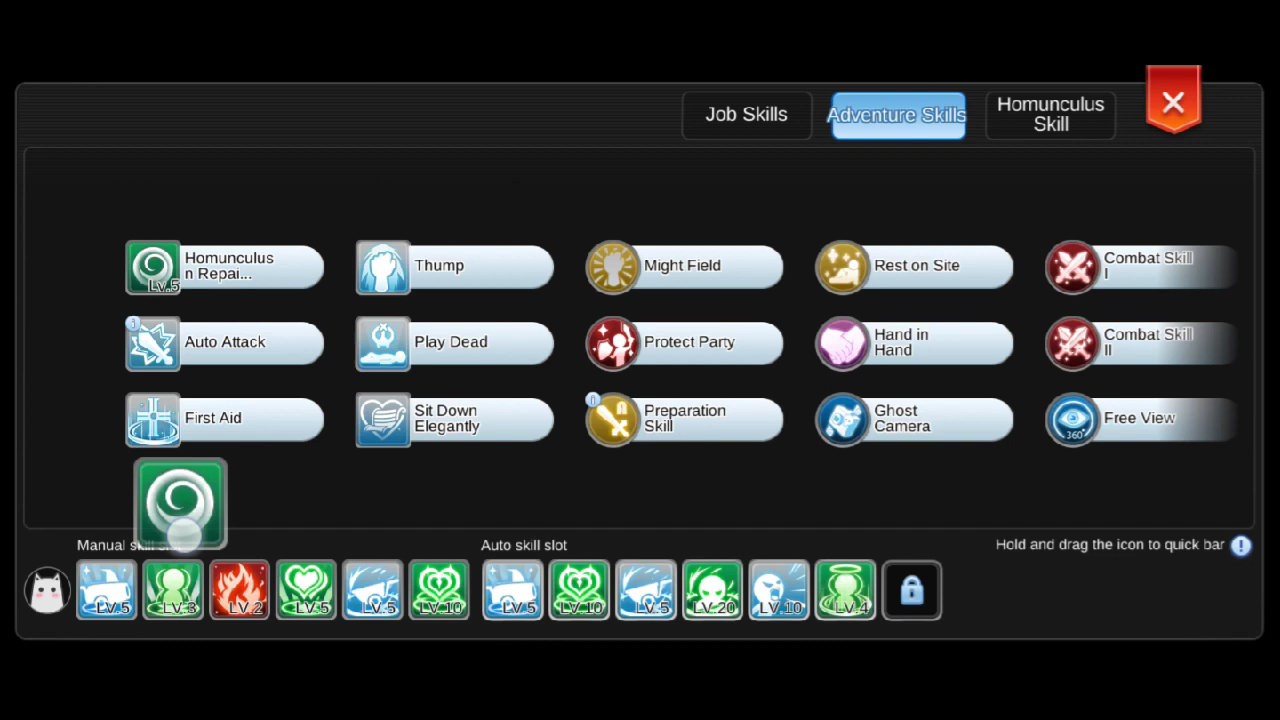 Job Skills
Adventure Skills
Homunculus
Skill
Homunculus
n Repai...
Lv.5
Thump
Might Field
Rest on Site
Combat Skill
I
Auto Attack
Play Dead
Protect Party
Hand in
Hand
Combat Skill
II
First Aid
Sit Down
Elegantly
Preparation
Skill
Ghost
Camera
360°
Free View
Manual
Auto skill slot
Hold and drag the icon to quick bar
LV.5
LV.3
LV.2
LV.5
LV.5
LV.10
LV.5
LV.10
LV.5
LV.20
LV.10
LV.4